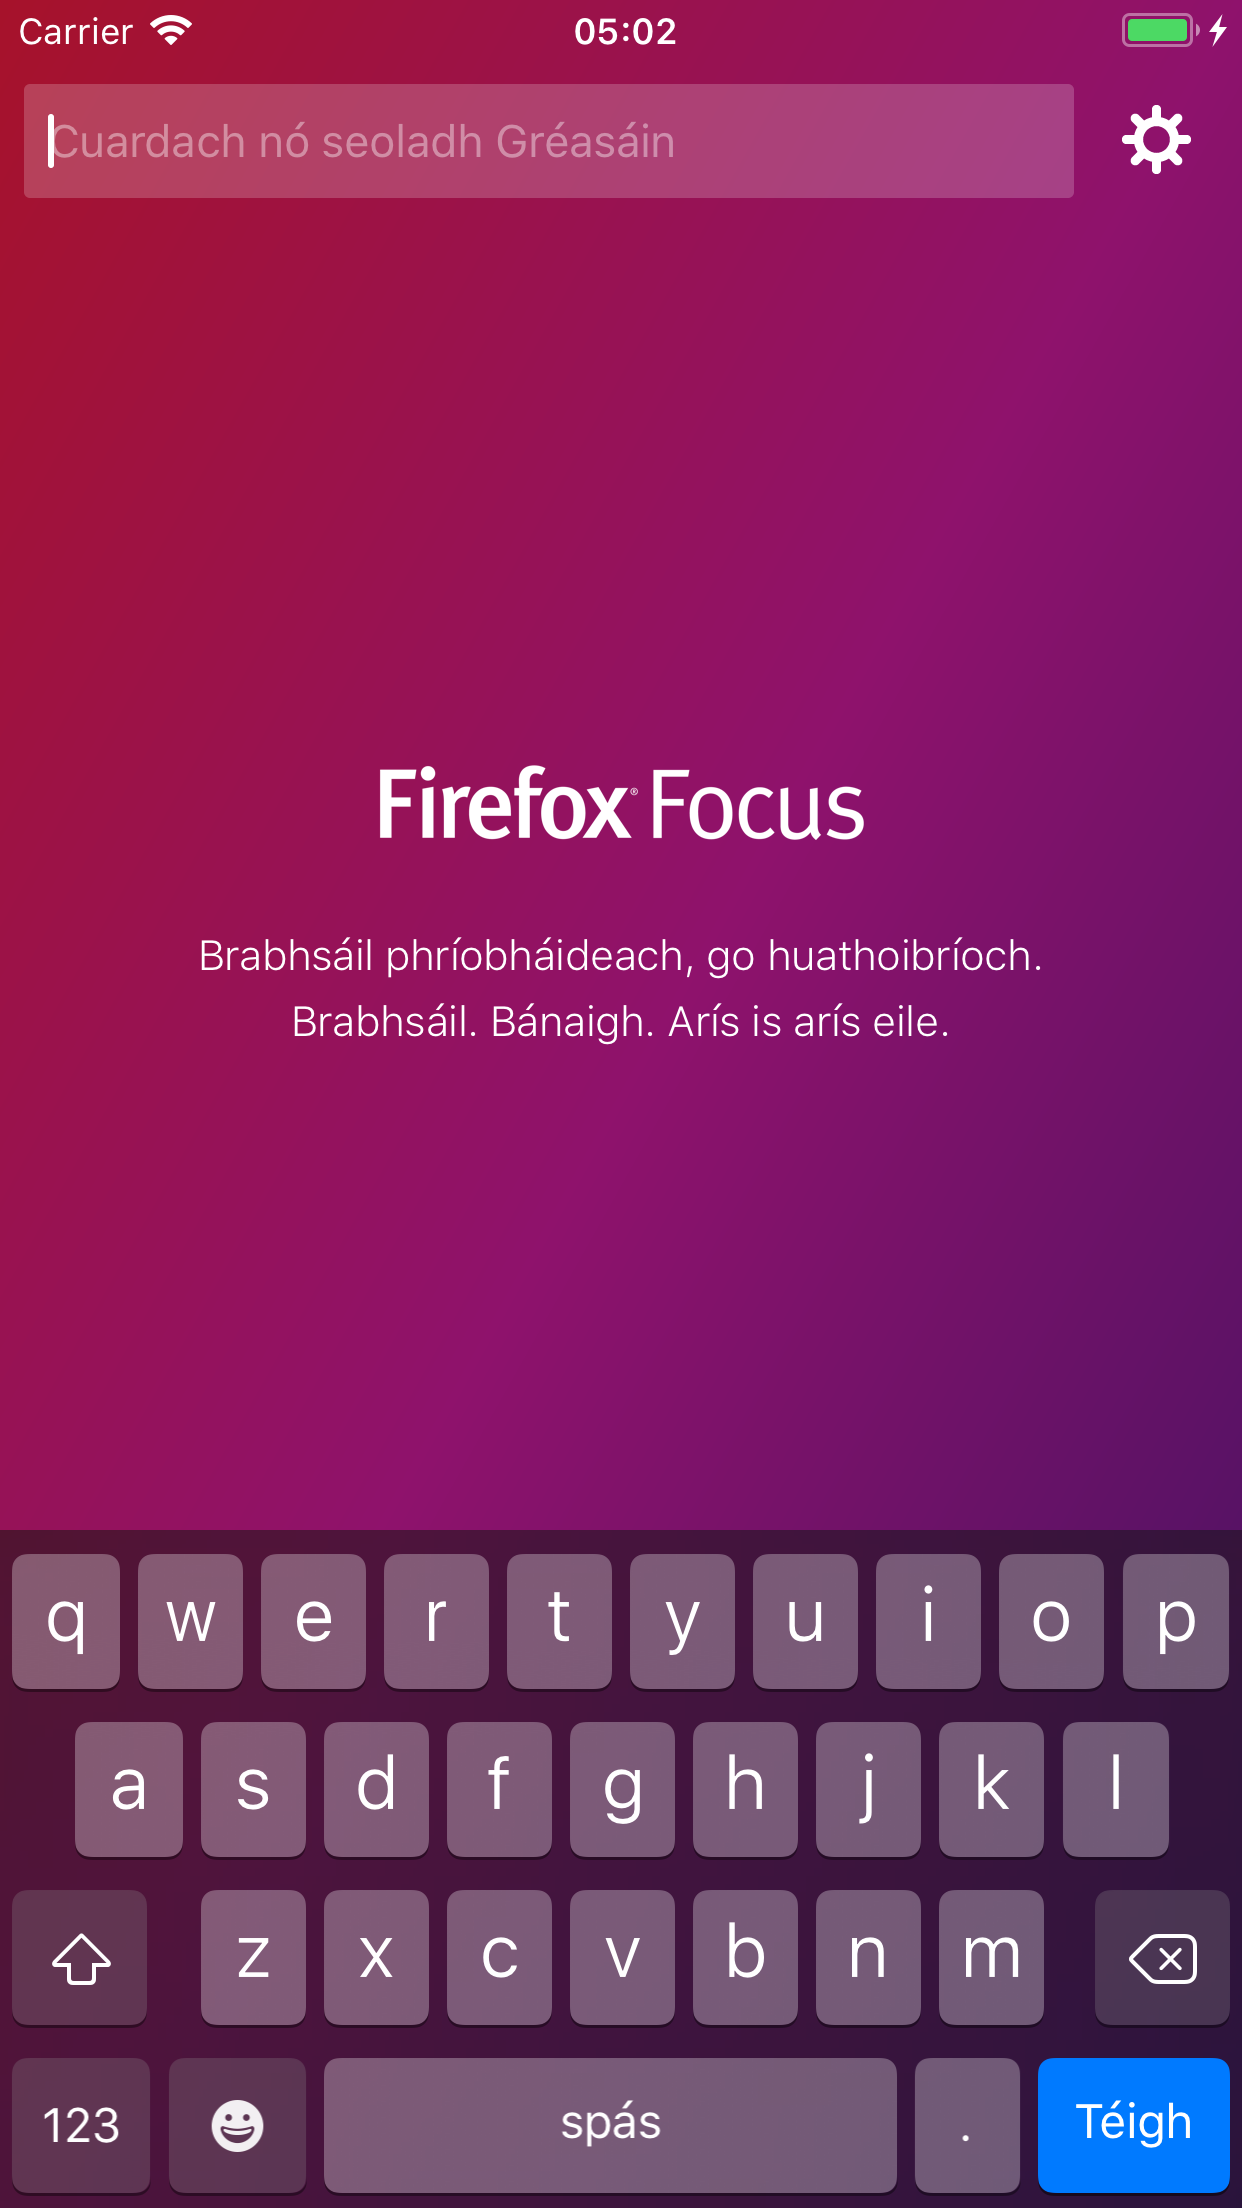 Carrier 05:02
Cuardach nó seoladh Gréasáin
Firefox® Focus
Brabhsáil phríobháideach, go huathoibríoch.
Brabhsáil. Bánaigh. Arís is arís eile.
q w e r t y u i o p
a s d f g h j k l
z x c v b n m
123 spás . Téigh